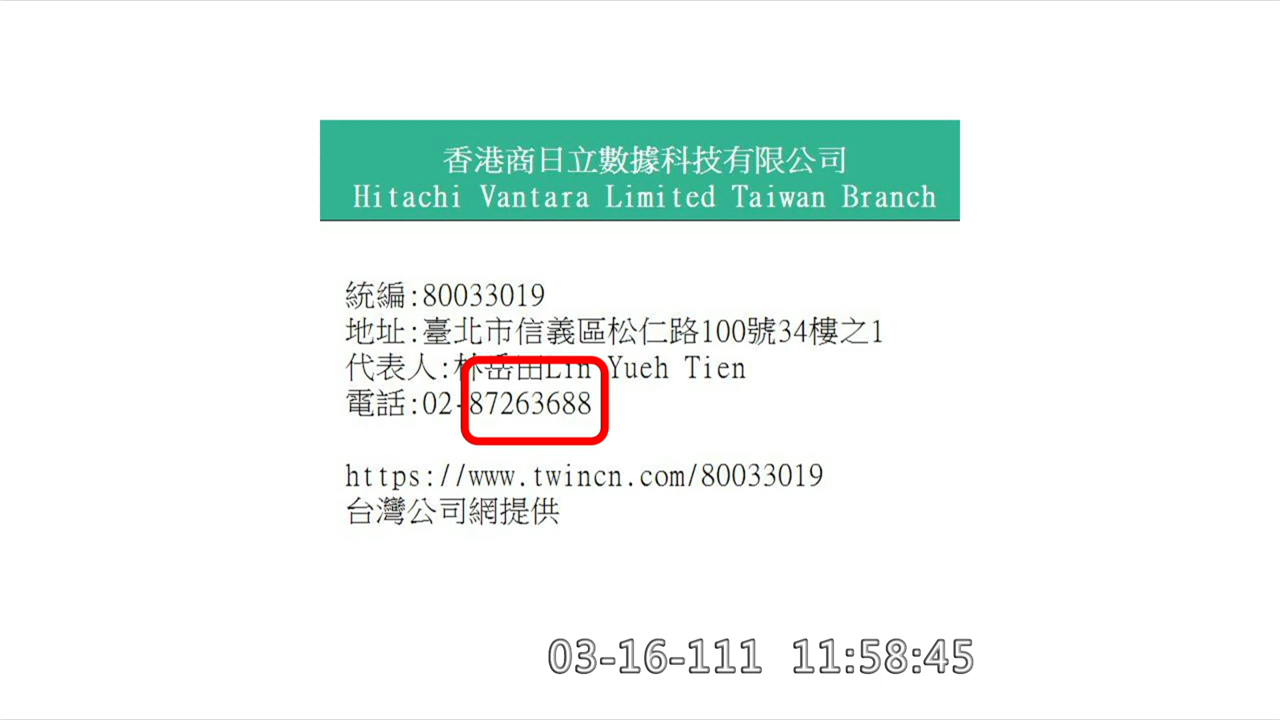 香港商日立數據科技有限公司
Hitachi Vantara Limited Taiwan Branch
統編:80033019
地址:臺北市信義區松仁路100號34樓之1
代表人:林岳田Lin Yueh Tien
電話:02-87263688
https://www.twincn.com/80033019
台灣公司網提供
03-16-111 11:58:45